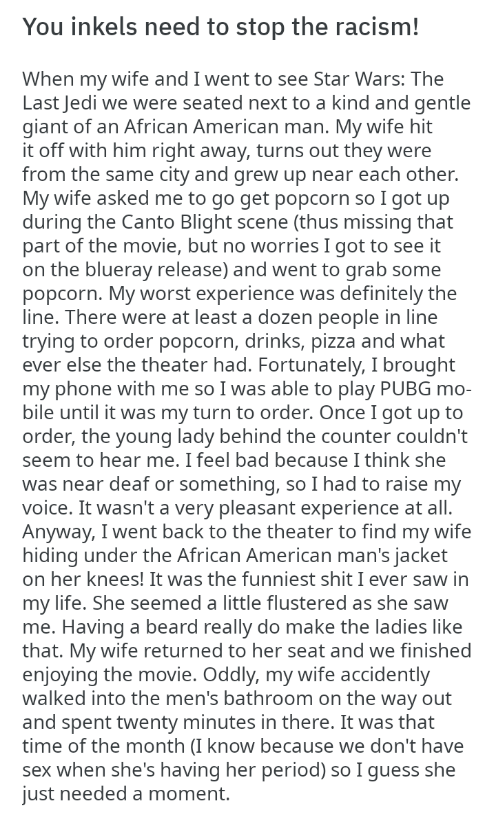 You inkels need to stop the racism!
When my wife and I went to see Star Wars: The
Last Jedi we were seated next to a kind and gentle
giant of an African American man. My wife hit
it off with him right away, turns out they were
from the same city and grew up near each other.
My wife asked me to go get popcorn so I got up
during the Canto Blight scene (thus missing that
part of the movie, but no worries I got to see it
on the blueray release) and went to grab some
popcorn. My worst experience was definitely the
line. There were at least a dozen people in line
trying to order popcorn, drinks, pizza and what
ever else the theater had. Fortunately, I brought
my phone with me so I was able to play PUBG mo-
bile until it was my turn to order. Once I got up to
order, the young lady behind the counter couldn't
seem to hear me. I feel bad because I think she
was near deaf or something, so I had to raise my
voice. It wasn't a very pleasant experience at all.
Anyway, I went back to the theater to find my wife
hiding under the African American man's jacket
on her knees! It was the funniest shit I ever saw in
my life. She seemed a little flustered as she saw
me. Having a beard really do make the ladies like
that. My wife returned to her seat and we finished
enjoying the movie. Oddly, my wife accidently
walked into the men's bathroom on the way out
and spent twenty minutes in there. It was that
time of the month (I know because we don't have
sex when she's having her period) so I guess she
just needed a moment.